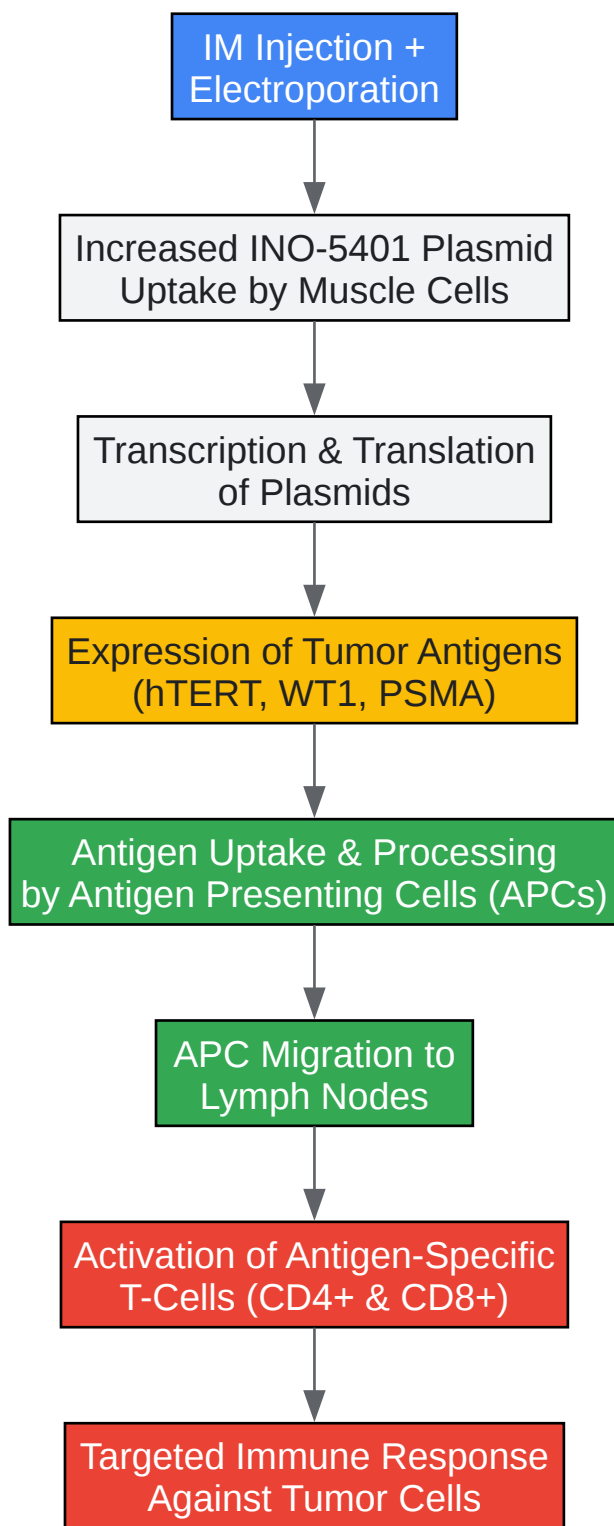 IM Injection +
Electroporation
Increased INO-5401 Plasmid
Uptake by Muscle Cells
Transcription & Translation
of Plasmids
Expression of Tumor Antigens
(hTERT, WT1, PSMA)
Antigen Uptake & Processing
by Antigen Presenting Cells (APCs)
APC Migration to
Lymph Nodes
Activation of Antigen-Specific
T-Cells (CD4+ & CD8+)
Targeted Immune Response
Against Tumor Cells